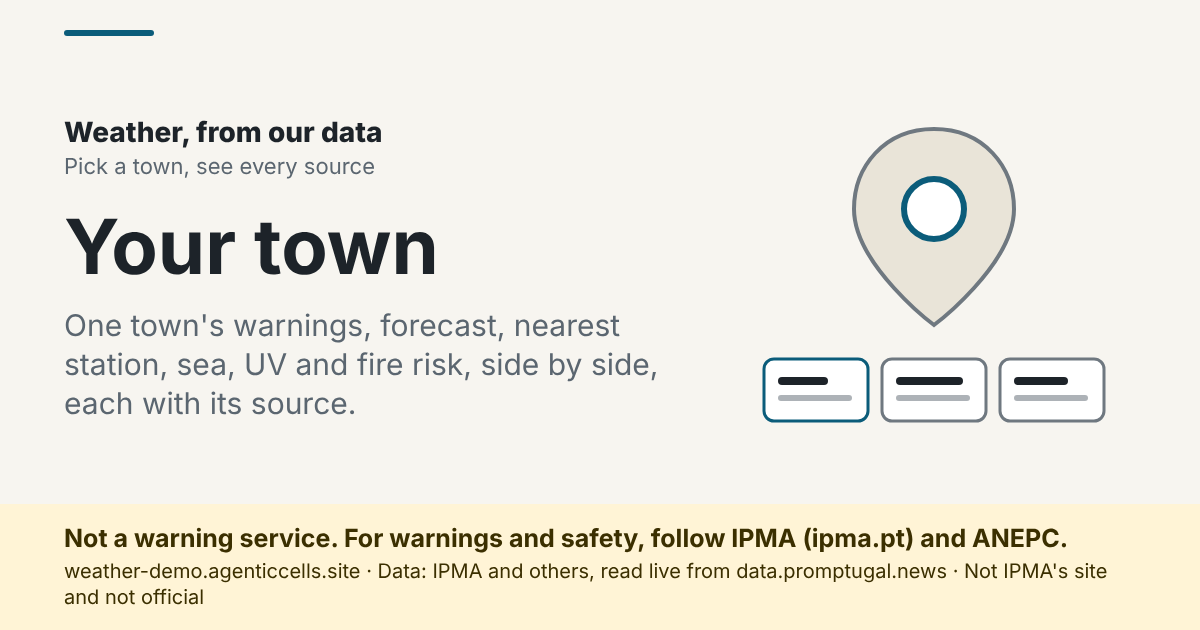 Weather, from our data
Pick a town, see every source
Your town
One town's warnings, forecast, nearest
station, sea, UV and fire risk, side by side,
each with its source.
Not a warning service. For warnings and safety, follow IPMA (ipma.pt) and ANEPC.
weather-demo.agenticcells.site · Data: IPMA and others, read live from data.promptugal.news · Not IPMA's site
and not official